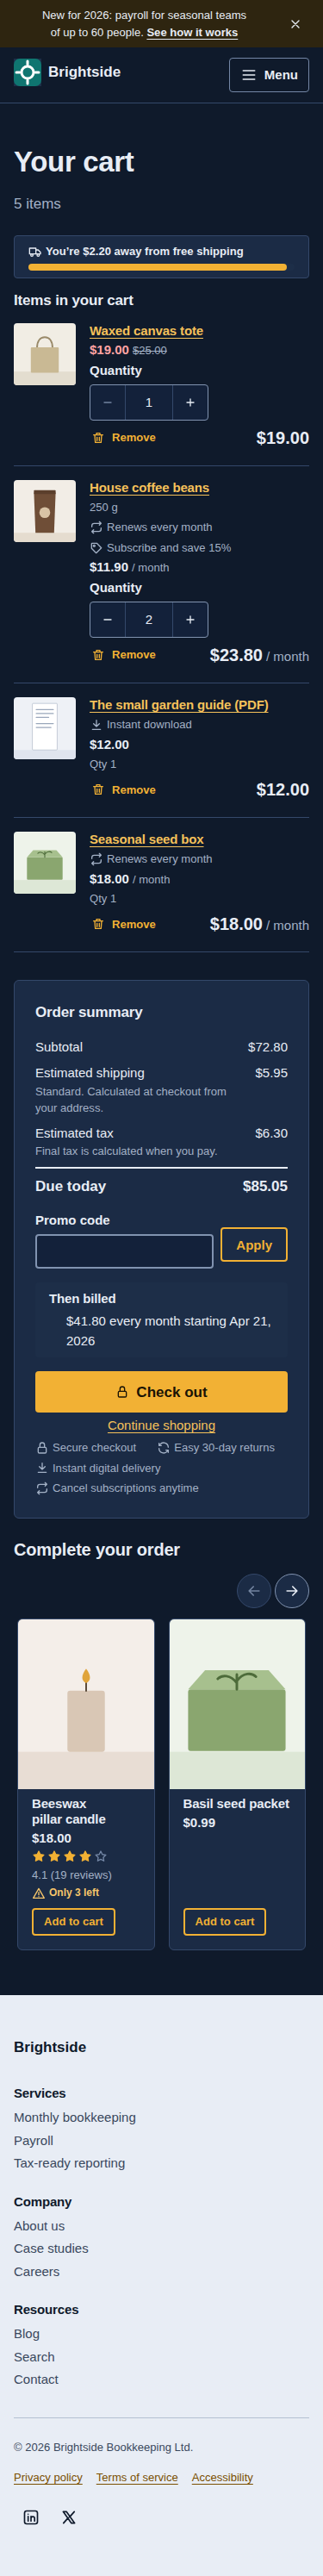 New for 2026: payroll for seasonal teams
of up to 60 people. See how it works
Brightside
Menu
Your cart
5 items
You're $2.20 away from free shipping
Items in your cart
Waxed canvas tote
$19.00 $25.00
Quantity
− 1 +
Remove $19.00
House coffee beans
250 g
Renews every month
Subscribe and save 15%
$11.90 / month
Quantity
− 2 +
Remove $23.80 / month
The small garden guide (PDF)
Instant download
$12.00
Qty 1
Remove $12.00
Seasonal seed box
Renews every month
$18.00 / month
Qty 1
Remove $18.00 / month
Order summary
Subtotal $72.80
Estimated shipping $5.95
Standard. Calculated at checkout from
your address.
Estimated tax $6.30
Final tax is calculated when you pay.
Due today $85.05
Promo code
Apply
Then billed
$41.80 every month starting Apr 21,
2026
Check out
Continue shopping
Secure checkout Easy 30-day returns
Instant digital delivery
Cancel subscriptions anytime
Complete your order
Beeswax
pillar candle
$18.00
4.1 (19 reviews)
Only 3 left
Add to cart
Basil seed packet
$0.99
Add to cart
Brightside
Services
Monthly bookkeeping
Payroll
Tax-ready reporting
Company
About us
Case studies
Careers
Resources
Blog
Search
Contact
© 2026 Brightside Bookkeeping Ltd.
Privacy policy Terms of service Accessibility